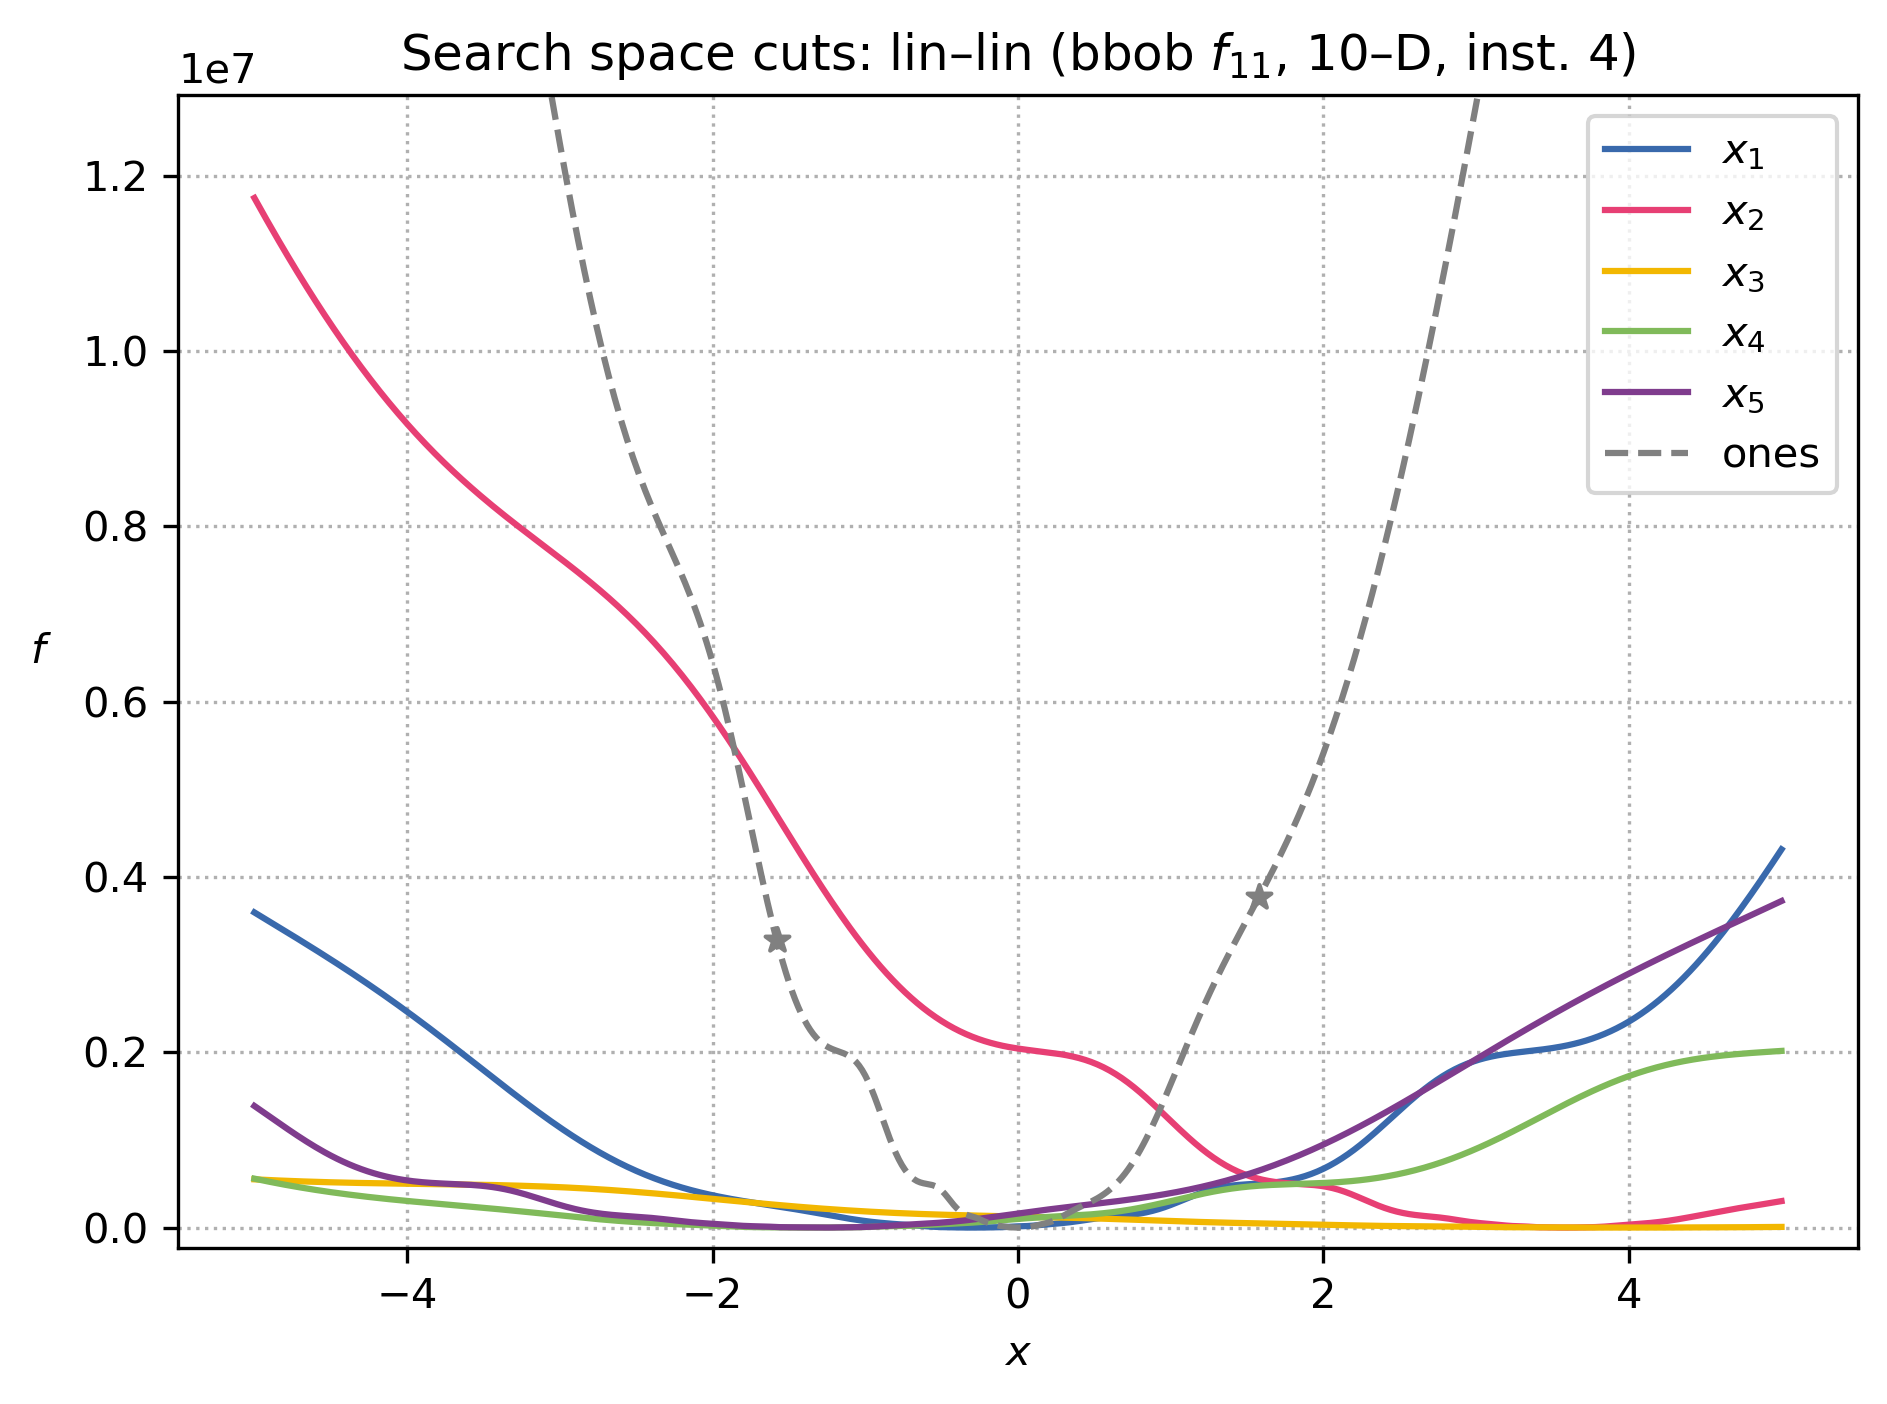 Search space cuts: lin–lin (bbob f₁₁, 10–D, inst. 4)
1e7
1.2
1.0
0.8
0.6
0.4
0.2
0.0
f
−4
−2
0
2
4
x
x₁
x₂
x₃
x₄
x₅
ones